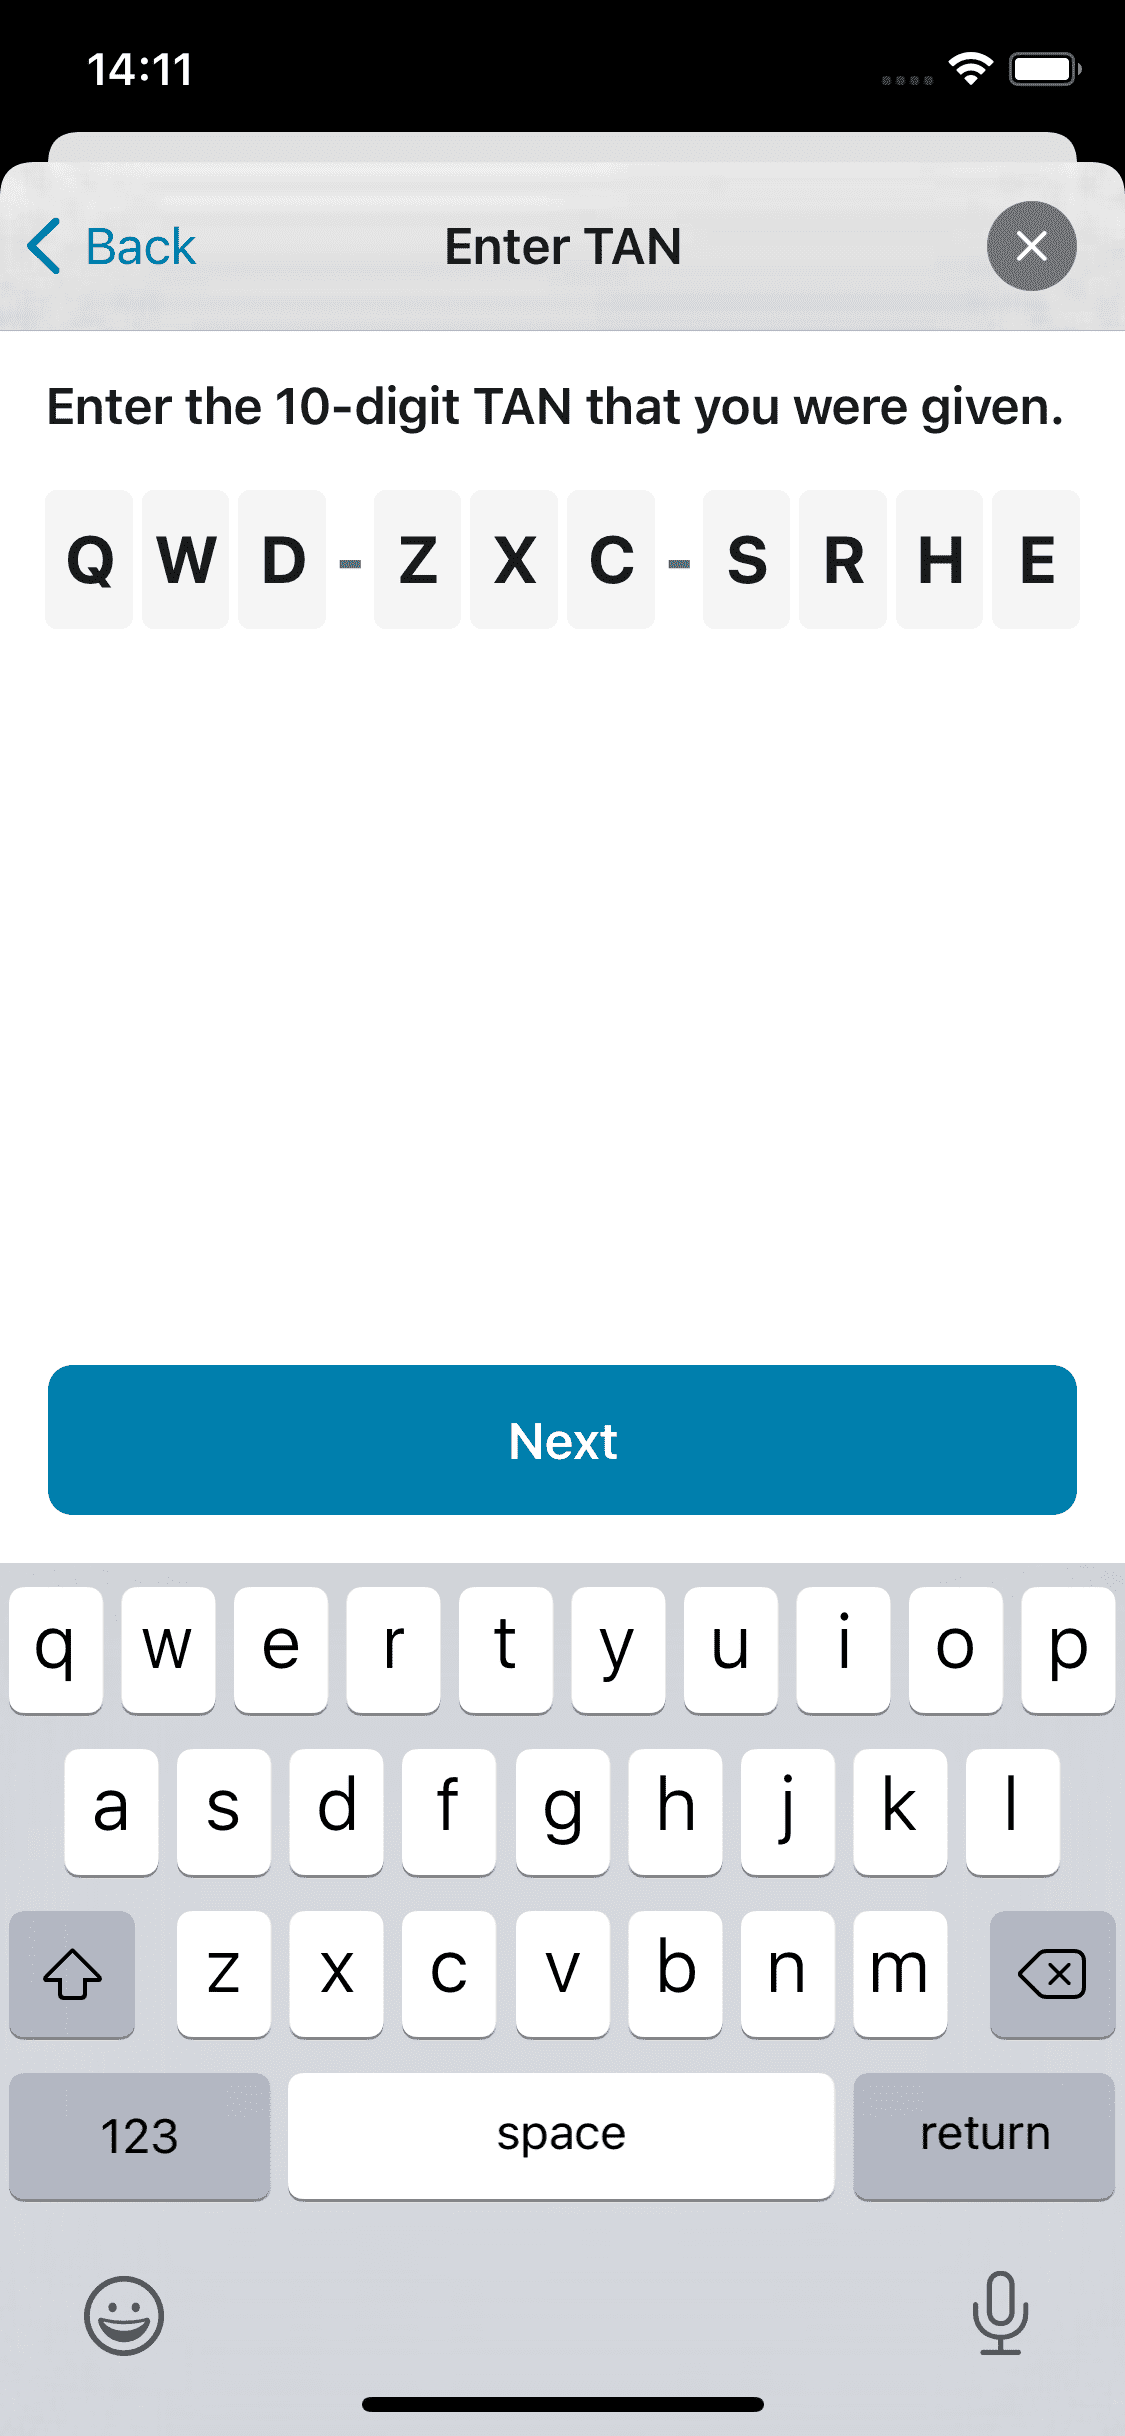 14:11
Back
Enter TAN
Enter the 10-digit TAN that you were given.
Q W D - Z X C - S R H E
Next
q w e r t y u i o p
a s d f g h j k l
z x c v b n m
123 space return